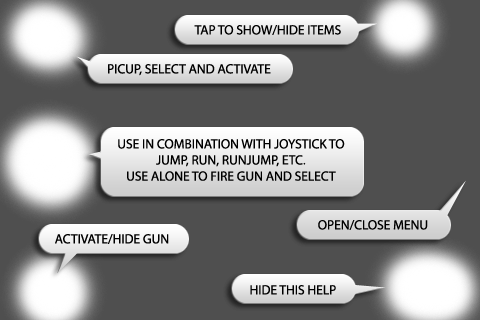 TAP TO SHOW/HIDE ITEMS
PICUP, SELECT AND ACTIVATE
USE IN COMBINATION WITH JOYSTICK TO
JUMP, RUN, RUNJUMP, ETC.
USE ALONE TO FIRE GUN AND SELECT
OPEN/CLOSE MENU
ACTIVATE/HIDE GUN
HIDE THIS HELP